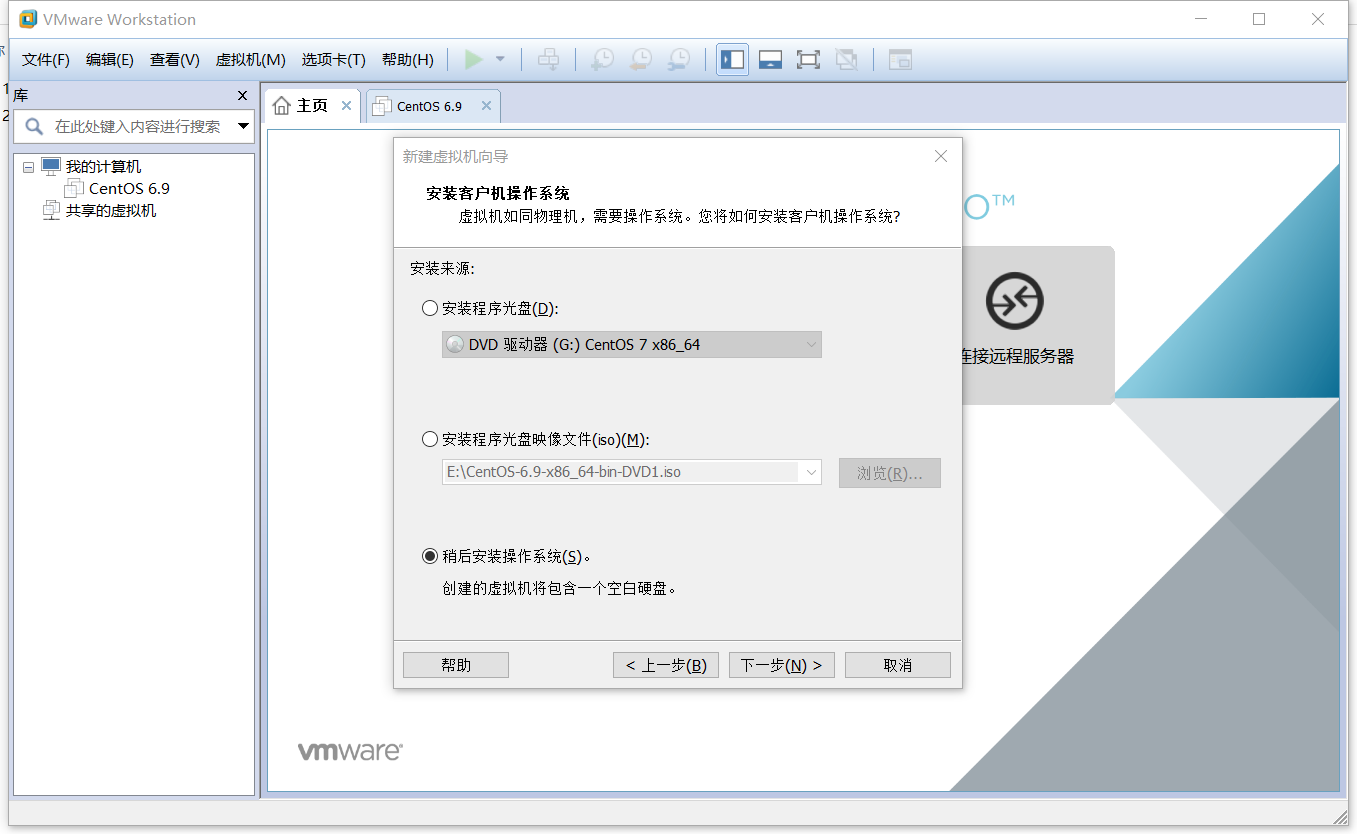 VMware Workstation
文件(F) 编辑(E) 查看(V) 虚拟机(M) 选项卡(T) 帮助(H)
库
主页
CentOS 6.9
在此处键入内容进行搜索
我的计算机
CentOS 6.9
共享的虚拟机
新建虚拟机向导
安装客户机操作系统
虚拟机如同物理机，需要操作系统。您将如何安装客户机操作系统?
安装来源:
安装程序光盘(D):
DVD 驱动器 (G:) CentOS 7 x86_64
安装程序光盘映像文件(iso)(M):
E:\CentOS-6.9-x86_64-bin-DVD1.iso
浏览(R)...
稍后安装操作系统(S)。
创建的虚拟机将包含一个空白硬盘。
帮助
< 上一步(B)
下一步(N) >
取消
O™
连接远程服务器
vmware®